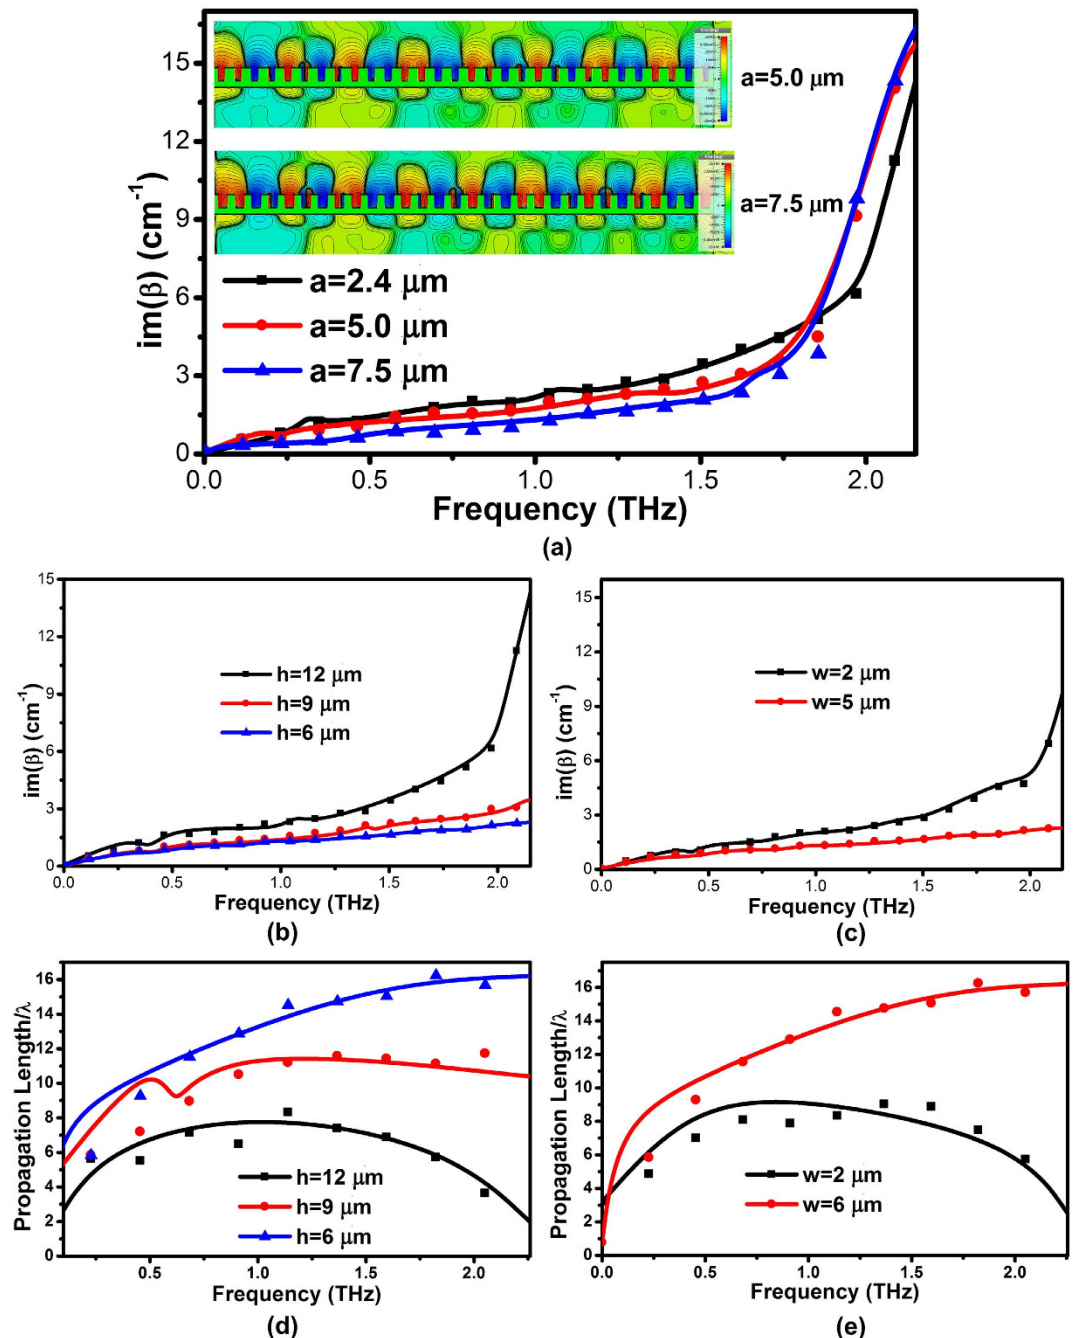 15
12
9
6
3
0
im(β) (cm⁻¹)
a=5.0 μm
a=7.5 μm
a=2.4 μm
a=5.0 μm
a=7.5 μm
0.0 0.5 1.0 1.5 2.0
Frequency (THz)
(a)
15
12
9
6
3
0
im(β) (cm⁻¹)
h=12 μm
h=9 μm
h=6 μm
0.0 0.5 1.0 1.5 2.0
Frequency (THz)
(b)
15
12
9
6
3
0
im(β) (cm⁻¹)
w=2 μm
w=5 μm
0.0 0.5 1.0 1.5 2.0
Frequency (THz)
(c)
16
14
12
10
8
6
4
2
0
Propagation Length/λ
h=12 μm
h=9 μm
h=6 μm
0.5 1.0 1.5 2.0
Frequency (THz)
(d)
16
14
12
10
8
6
4
2
0
Propagation Length/λ
w=2 μm
w=6 μm
0.0 0.5 1.0 1.5 2.0
Frequency (THz)
(e)